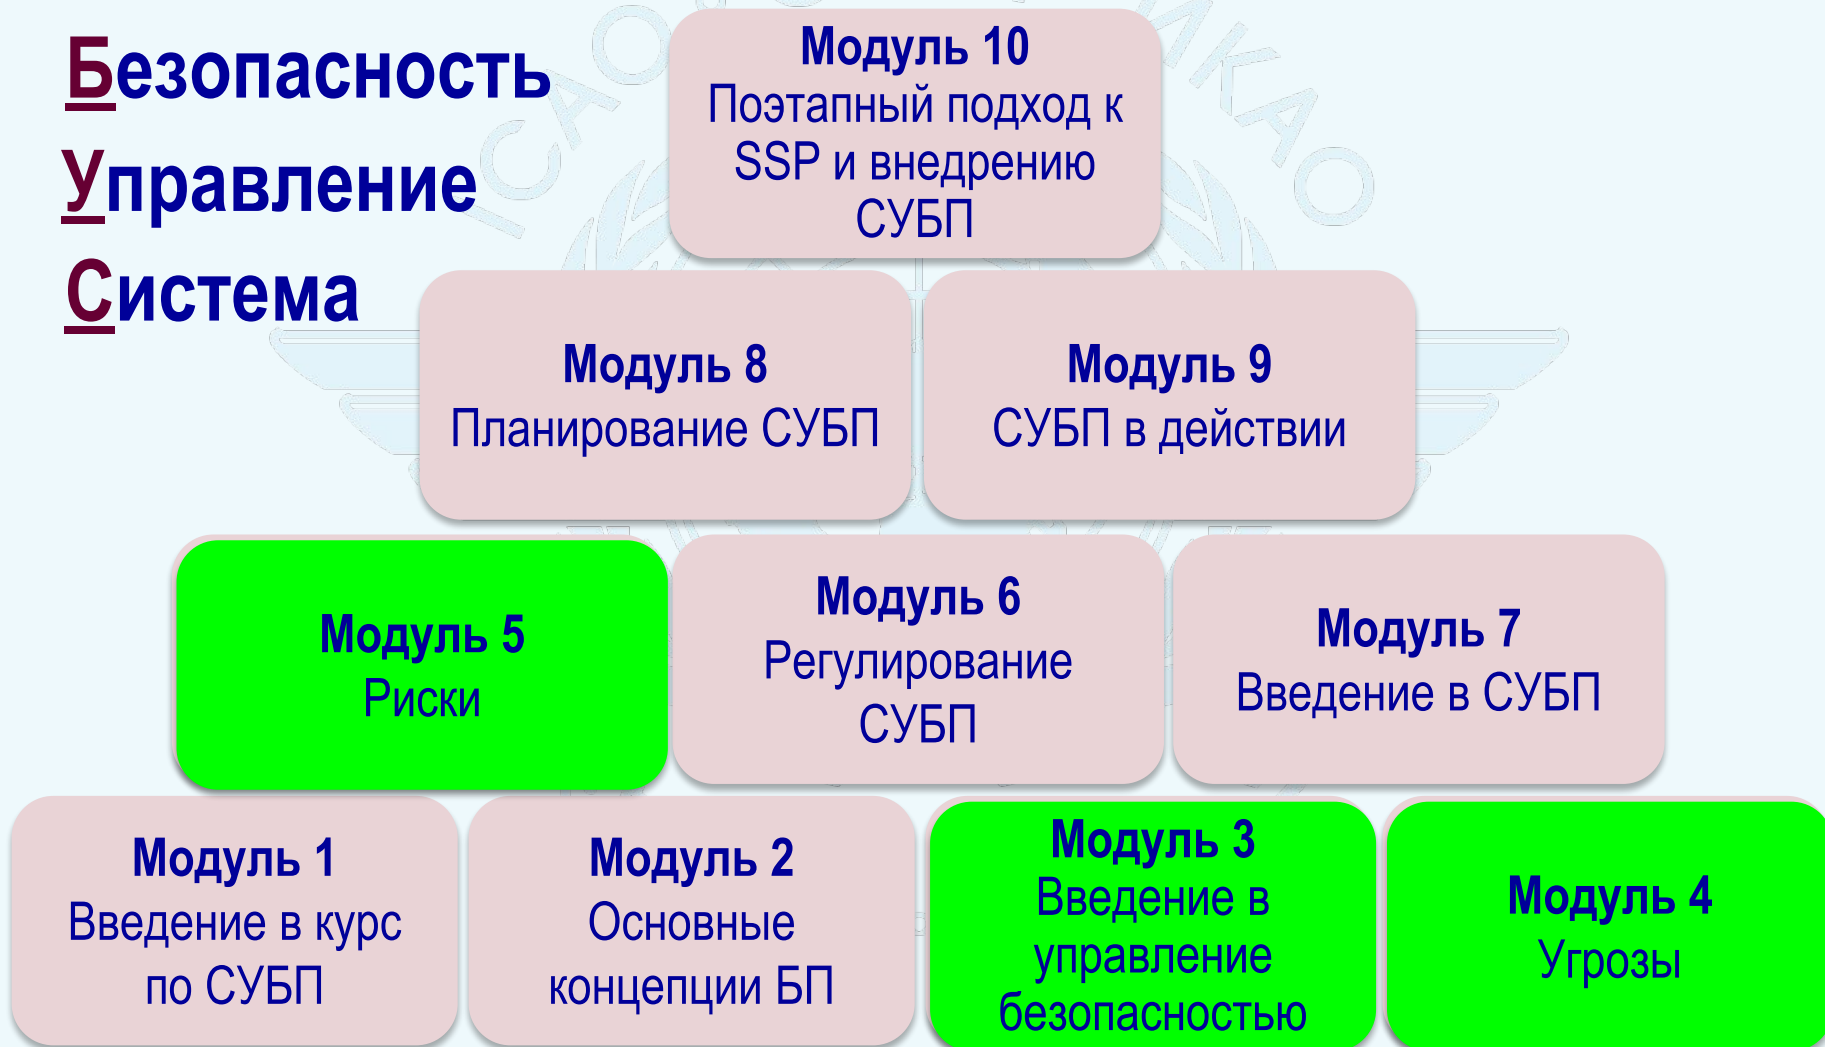 Безопасность
Управление
Система
Модуль 10
Поэтапный подход к
SSP и внедрению
СУБП
Модуль 8
Планирование СУБП
Модуль 9
СУБП в действии
Модуль 5
Риски
Модуль 6
Регулирование
СУБП
Модуль 7
Введение в СУБП
Модуль 1
Введение в курс
по СУБП
Модуль 2
Основные
концепции БП
Модуль 3
Введение в
управление
безопасностью
Модуль 4
Угрозы